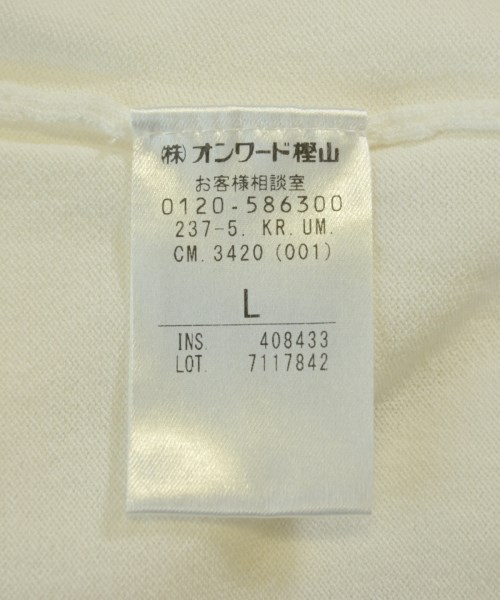 (株) オンワード樫山
お客様相談室
0120-586300
237-5. KR. UM.
CM. 3420 (001)
L
INS. 408433
LOT. 7117842